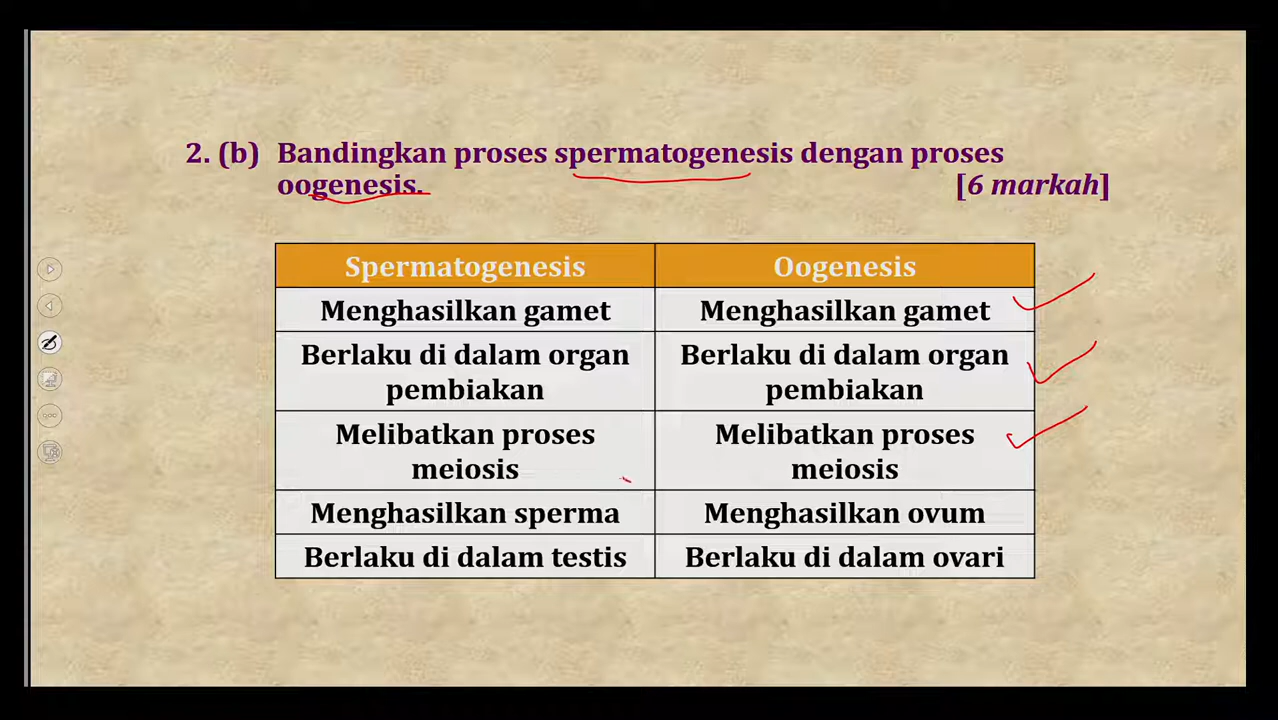 2. (b) Bandingkan proses spermatogenesis dengan proses
oogenesis. [6 markah]
Spermatogenesis Oogenesis
Menghasilkan gamet Menghasilkan gamet
Berlaku di dalam organ Berlaku di dalam organ
pembiakan pembiakan
Melibatkan proses Melibatkan proses
meiosis meiosis
Menghasilkan sperma Menghasilkan ovum
Berlaku di dalam testis Berlaku di dalam ovari